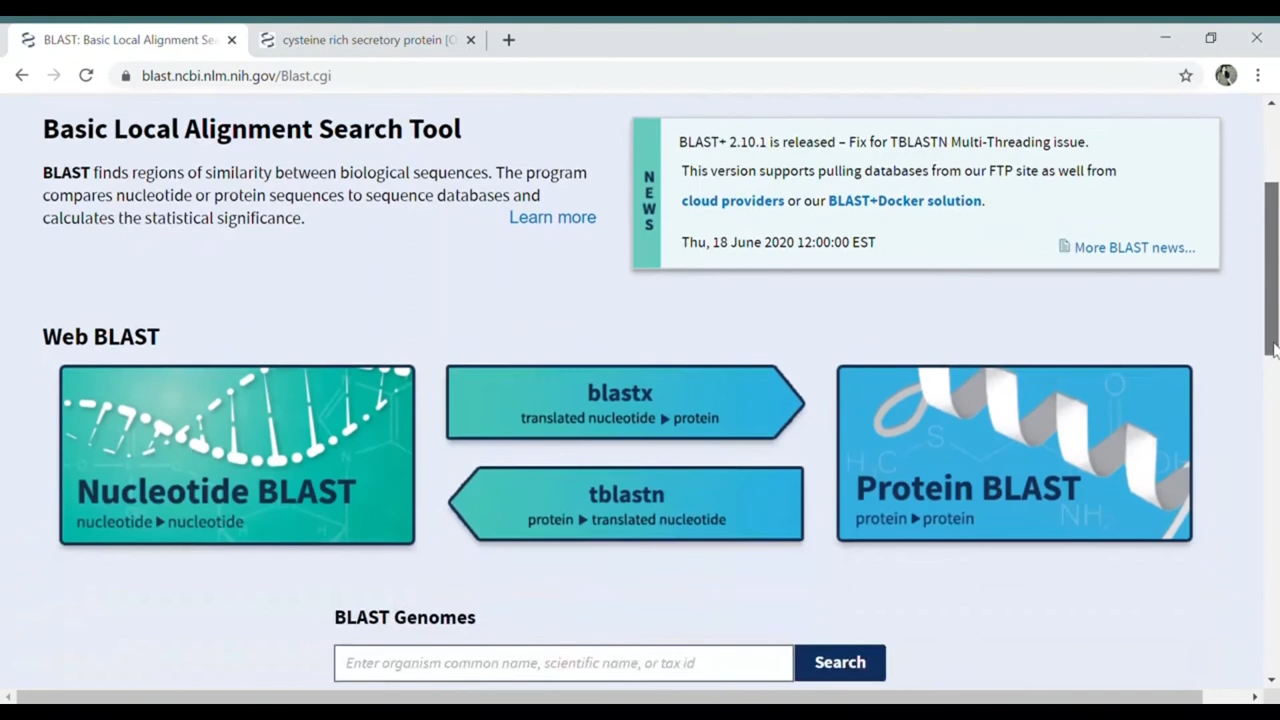 BLAST: Basic Local Alignment Se
cysteine rich secretory protein [
blast.ncbi.nlm.nih.gov/Blast.cgi
Basic Local Alignment Search Tool
BLAST finds regions of similarity between biological sequences. The program
compares nucleotide or protein sequences to sequence databases and
calculates the statistical significance.
Learn more
NEWS
BLAST+ 2.10.1 is released – Fix for TBLASTN Multi-Threading issue.
This version supports pulling databases from our FTP site as well from
cloud providers or our BLAST+Docker solution.
Thu, 18 June 2020 12:00:00 EST
More BLAST news...
Web BLAST
Nucleotide BLAST
nucleotide ▶ nucleotide
blastx
translated nucleotide ▶ protein
tblastn
protein ▶ translated nucleotide
O
S
H C
OH
NH
Protein BLAST
protein ▶ protein
BLAST Genomes
Enter organism common name, scientific name, or tax id
Search